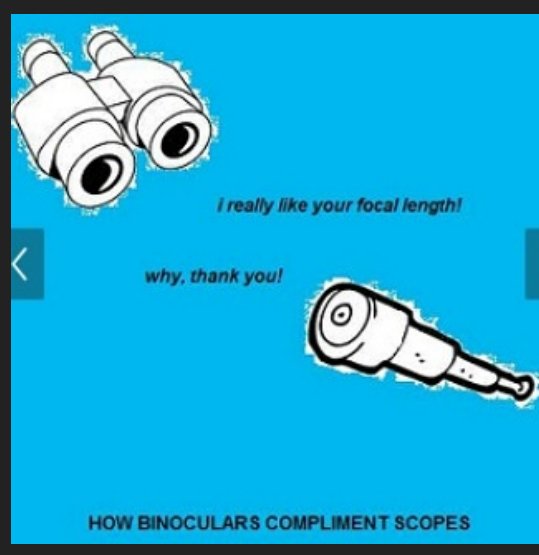 i really like your focal length!
why, thank you!
HOW BINOCULARS COMPLIMENT SCOPES